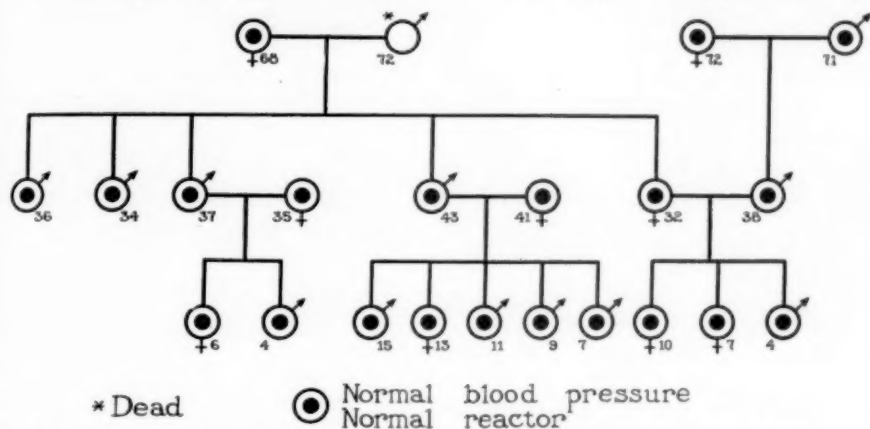 *
68 72 72 71
36 34 37 35 43 41 32 38
6 4 15 13 11 9 7 10 7 4
* Dead
Normal blood pressure
Normal reactor